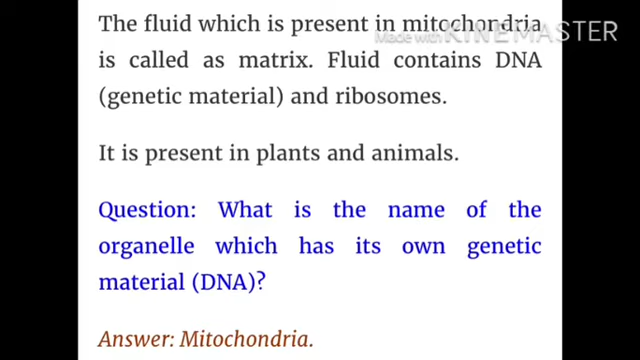 The fluid which is present in mitochondria
Made with KINEMASTER
is called as matrix. Fluid contains DNA
(genetic material) and ribosomes.
It is present in plants and animals.
Question: What is the name of the
organelle which has its own genetic
material (DNA)?
Answer: Mitochondria.